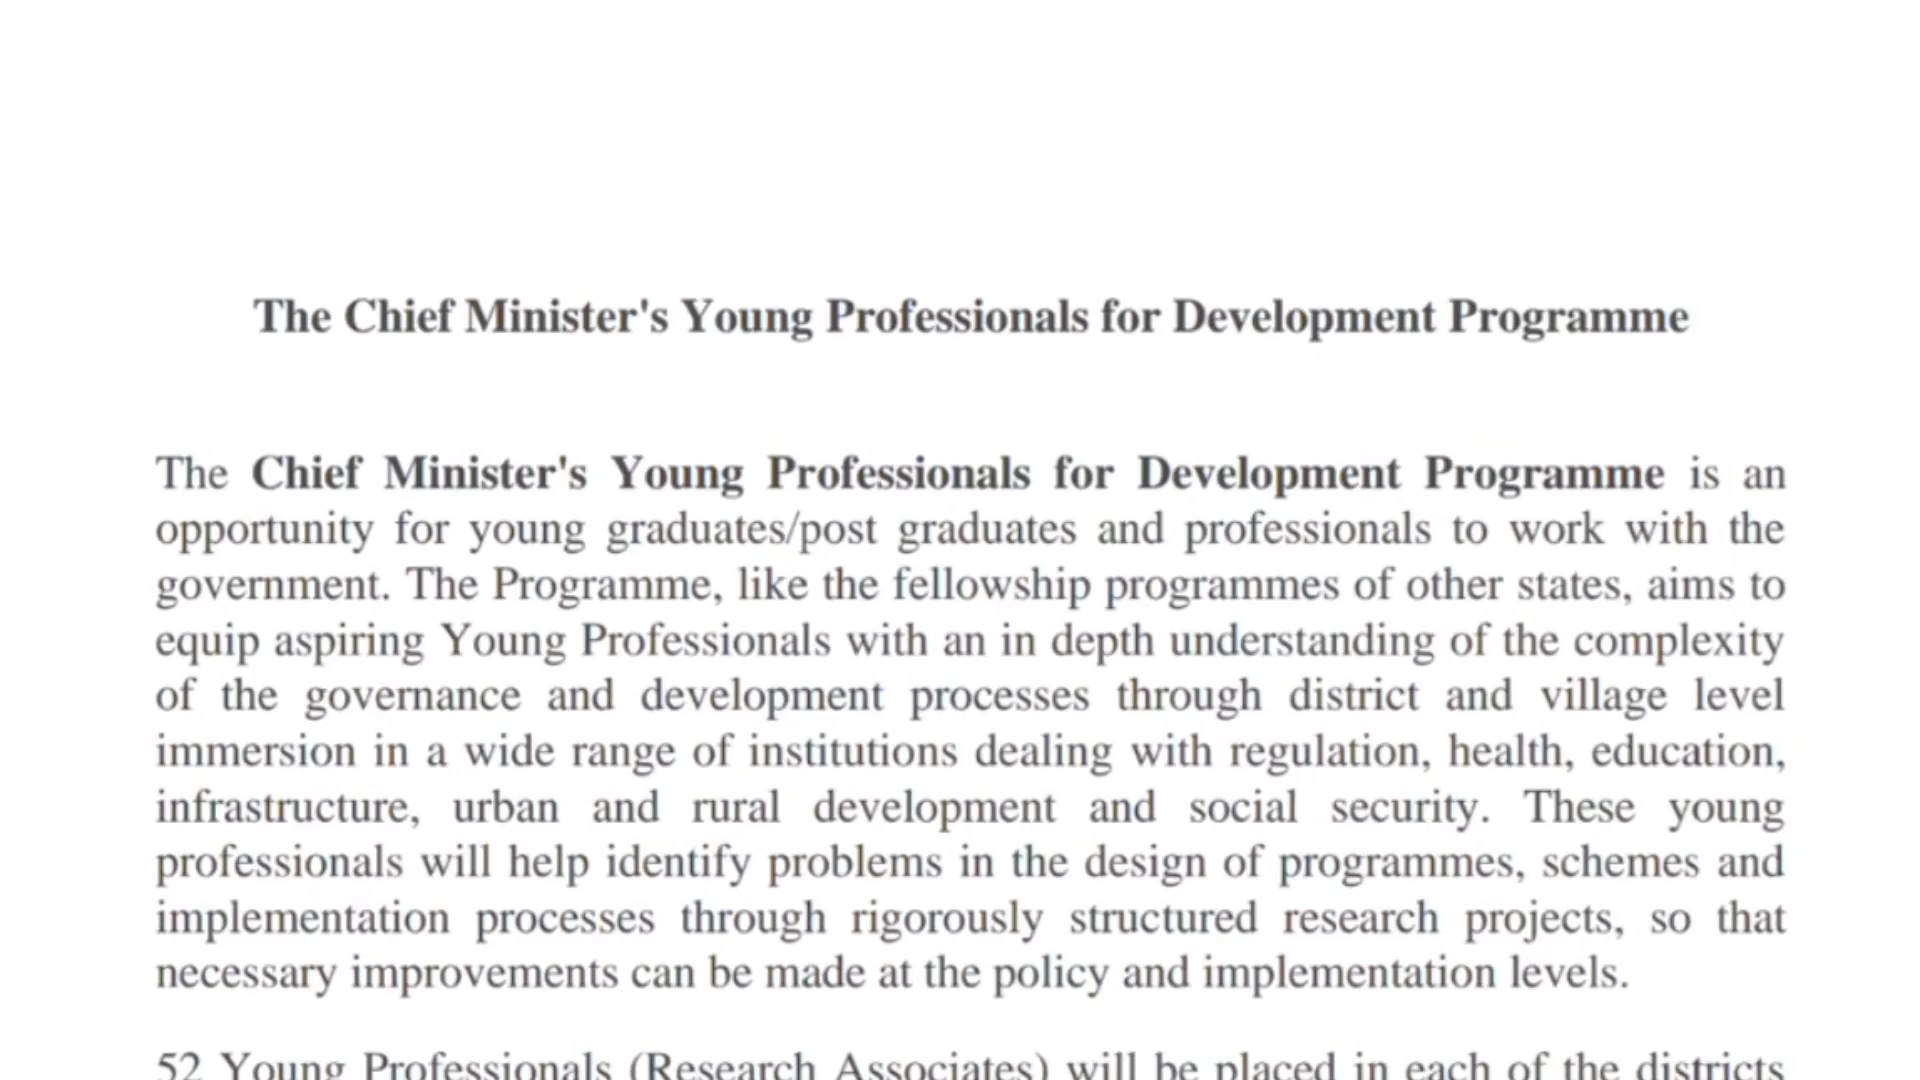 The Chief Minister's Young Professionals for Development Programme
The Chief Minister's Young Professionals for Development Programme is an
opportunity for young graduates/post graduates and professionals to work with the
government. The Programme, like the fellowship programmes of other states, aims to
equip aspiring Young Professionals with an in depth understanding of the complexity
of the governance and development processes through district and village level
immersion in a wide range of institutions dealing with regulation, health, education,
infrastructure, urban and rural development and social security. These young
professionals will help identify problems in the design of programmes, schemes and
implementation processes through rigorously structured research projects, so that
necessary improvements can be made at the policy and implementation levels.
52 Young Professionals (Research Associates) will be placed in each of the districts